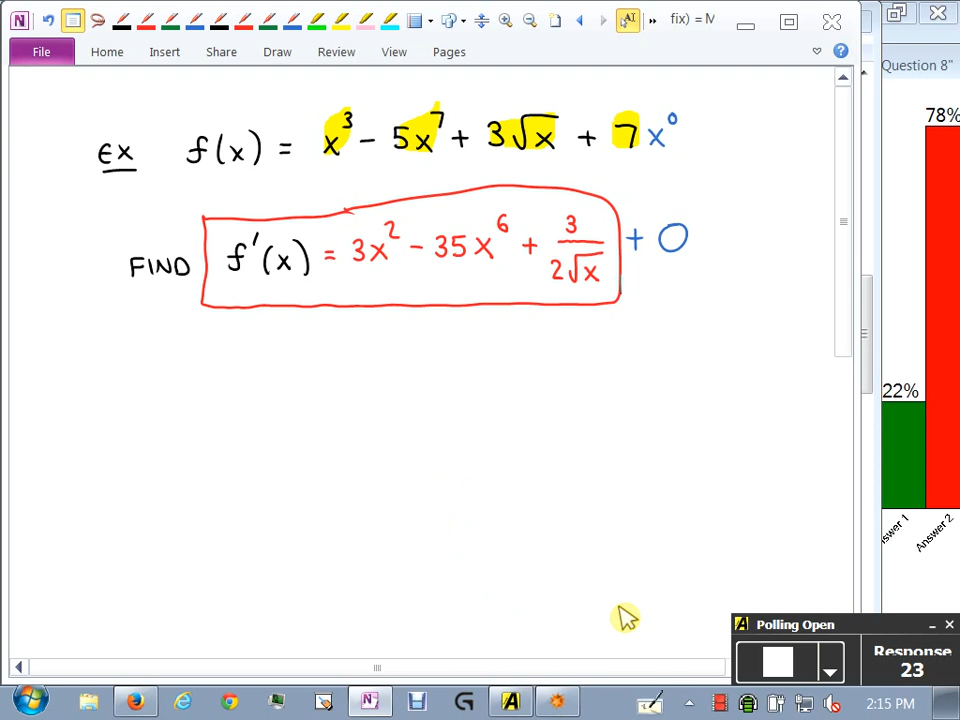 f(x) = M
Question 8"
File Home Insert Share Draw Review View Pages
78%
ex f(x) = x³ - 5x⁷ + 3√x + 7x⁰
FIND f'(x) = 3x² - 35x⁶ + 3/(2√x) + 0
22%
nswer 1
Answer 2
Polling Open
Response
23
2:15 PM